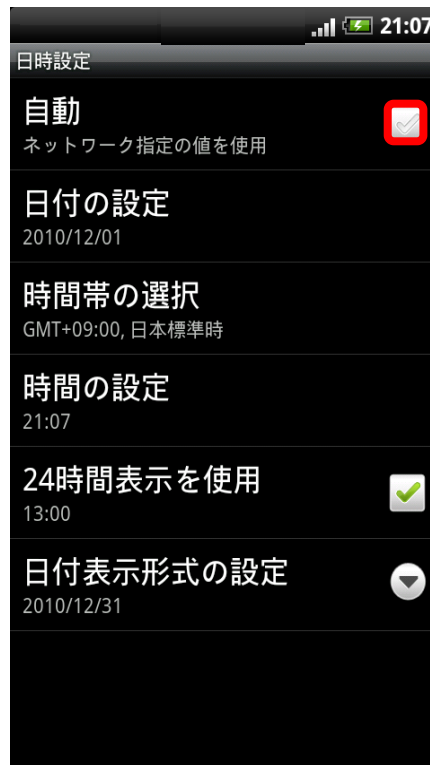 21:07
日時設定
自動
ネットワーク指定の値を使用
日付の設定
2010/12/01
時間帯の選択
GMT+09:00, 日本標準時
時間の設定
21:07
24時間表示を使用
13:00
日付表示形式の設定
2010/12/31